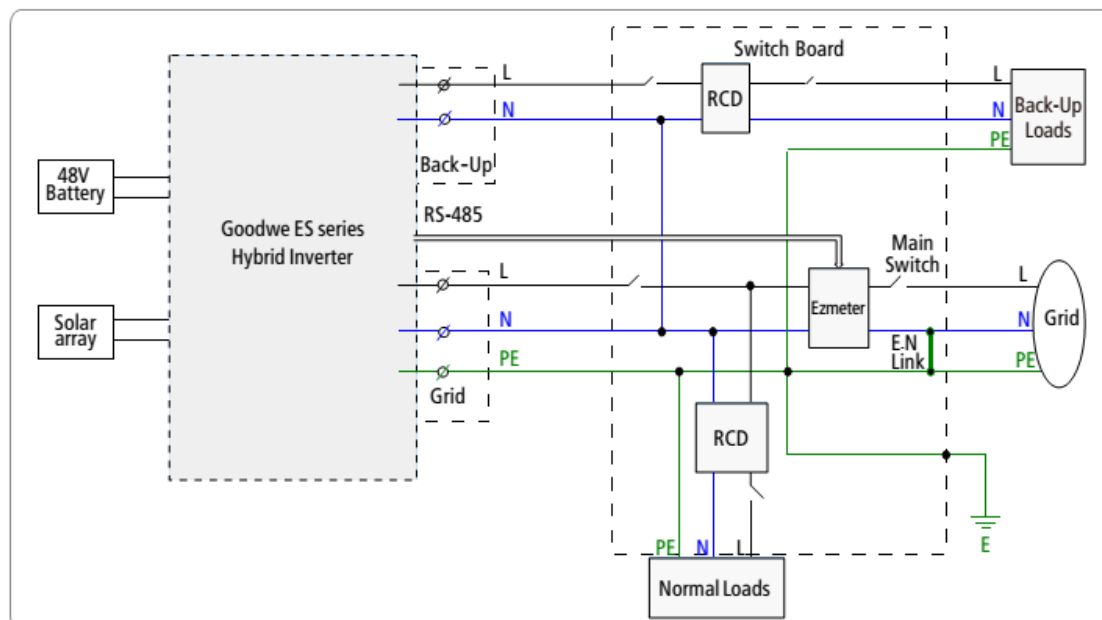 Switch Board
L
RCD
L
N
N
PE
Back-Up
Loads
Back-Up
48V
Battery
RS-485
Goodwe ES series
Hybrid Inverter
Main
Switch
L
L
Ezmeter
N
N
Grid
Solar
array
E.N
Link
PE
PE
Grid
RCD
E
PE
N
L
Normal Loads